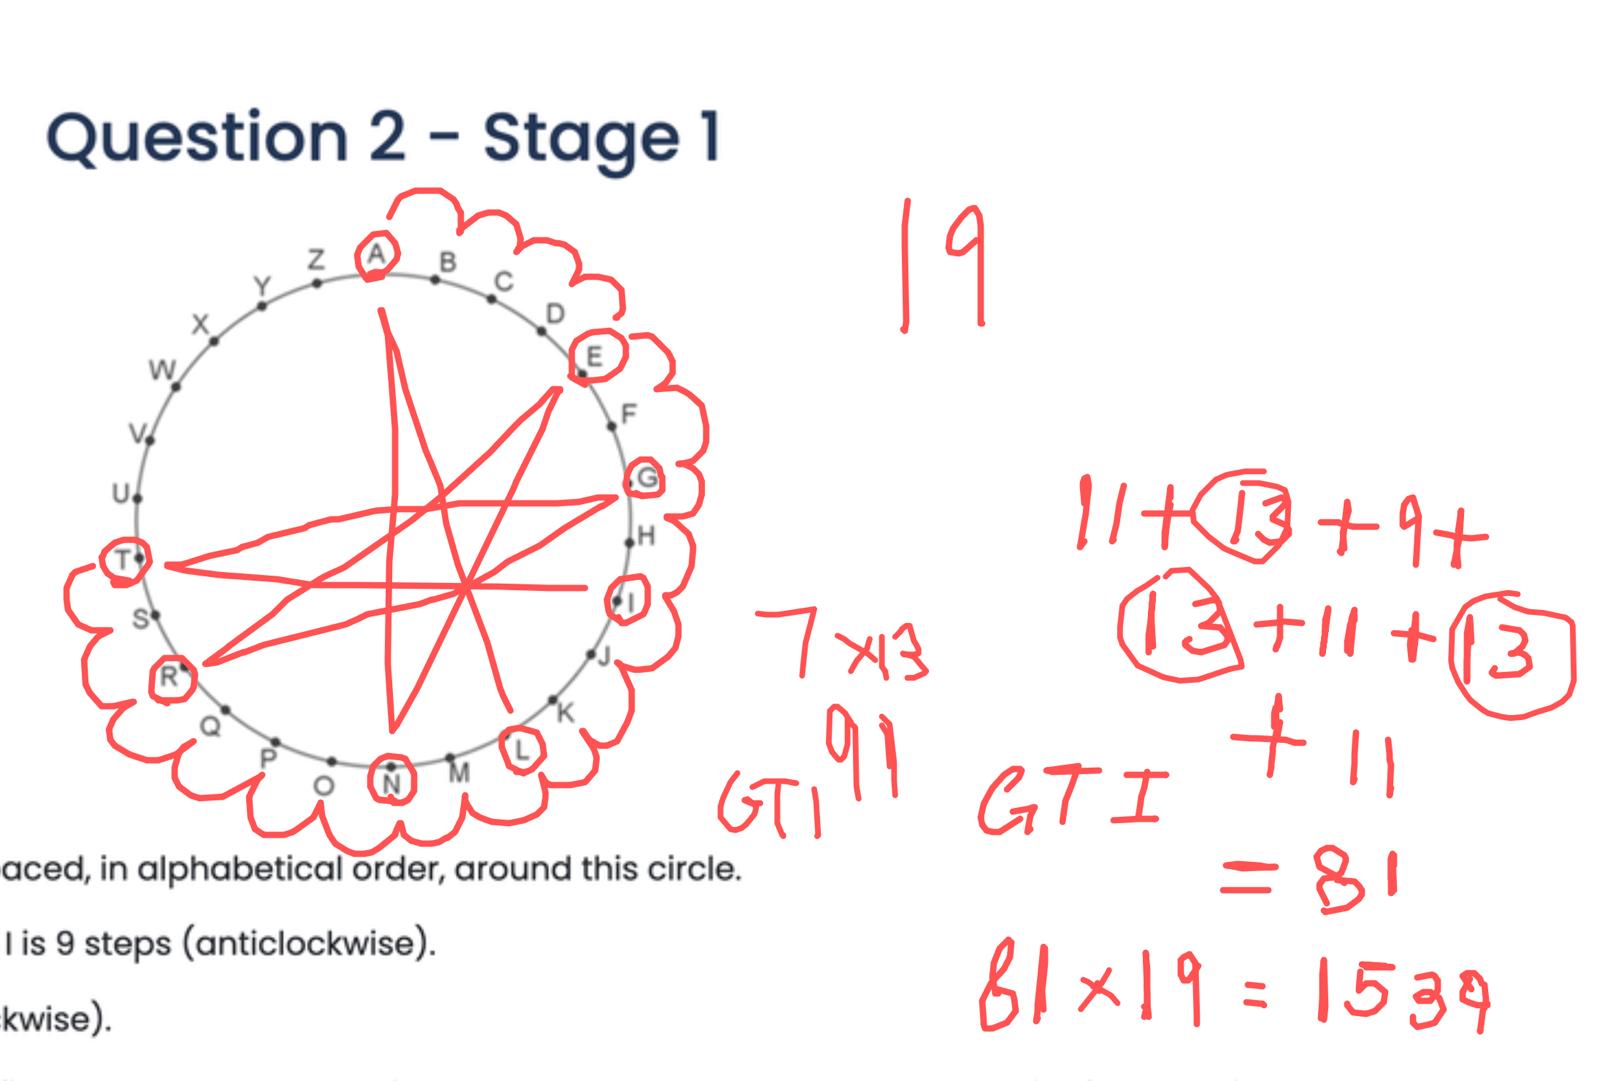 Question 2 - Stage 1
19
A
B
C
D
E
F
G
H
I
J
K
L
M
N
O
P
Q
R
S
T
U
V
W
X
Y
Z
11 + 13 + 9 +
13 + 11 + 13
+ 11
= 81
81 × 19 = 1539
7 × 13
91
GTI
GTI
aced, in alphabetical order, around this circle.
I is 9 steps (anticlockwise).
kwise).